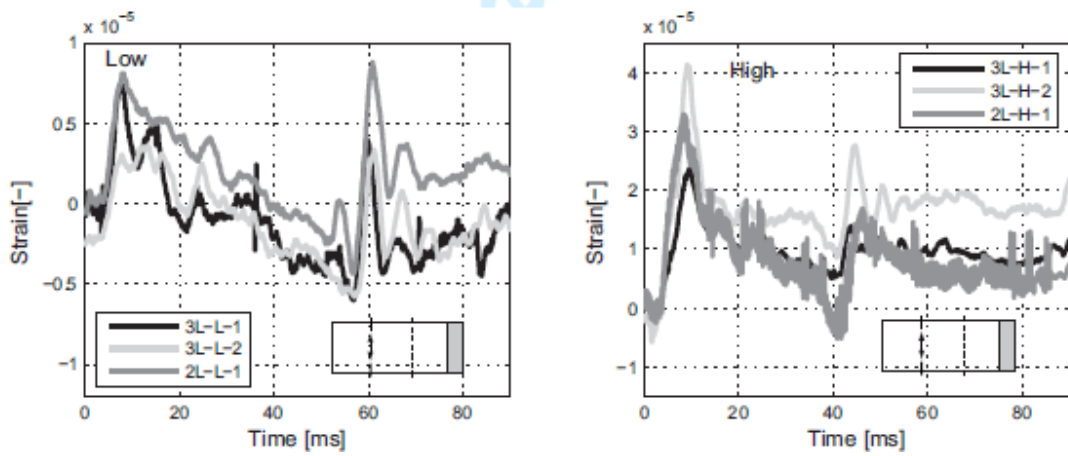 x 10⁻⁵
1
0.5
0
−0.5
−1
Strain[−]
Low
3L−L−1
3L−L−2
2L−L−1
0 20 40 60 80
Time [ms]
x 10⁻⁵
4
3
2
1
0
−1
Strain[−]
High
3L−H−1
3L−H−2
2L−H−1
0 20 40 60 80
Time [ms]